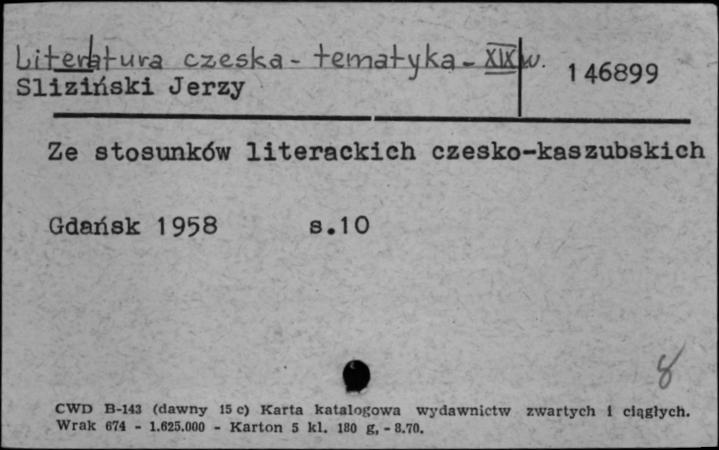 Literatura czeska - tematyka - XIX w.
146899
Sliziński Jerzy
Ze stosunków literackich czesko-kaszubskich
Gdańsk 1958 s.10
8
CWD B-143 (dawny 15 c) Karta katalogowa wydawnictw zwartych i ciągłych.
Wrak 674 - 1.625.000 - Karton 5 kl. 180 g, - 8.70.